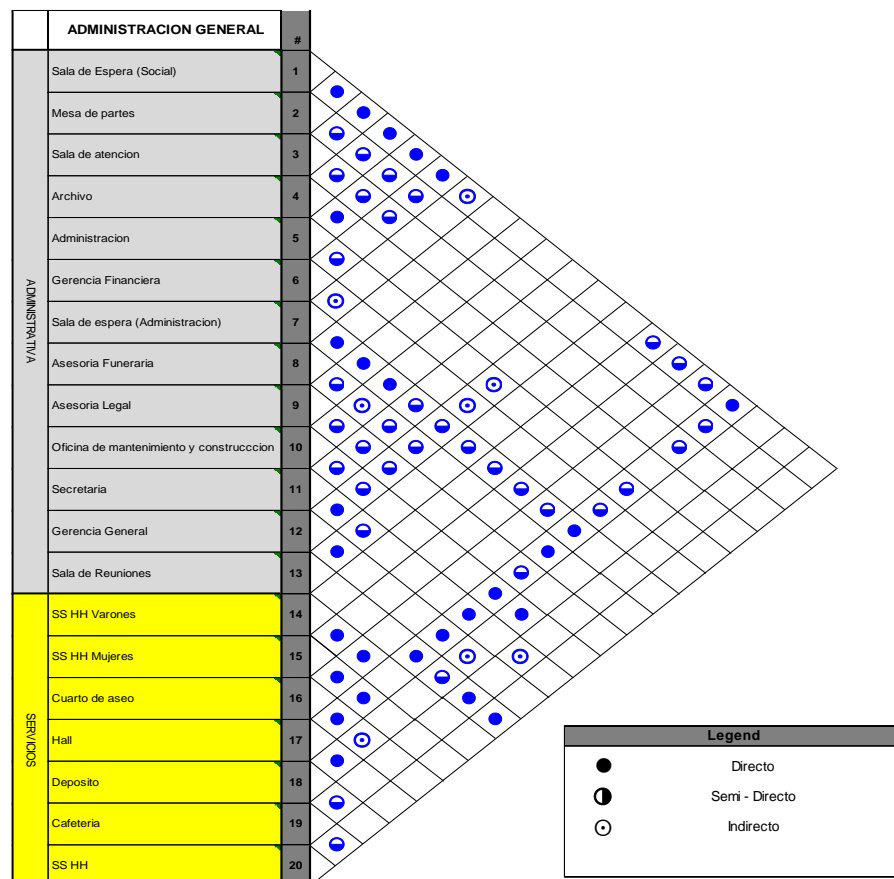 ADMINISTRACION GENERAL
#
ADMINISTRATIVA
Sala de Espera (Social)
1
Mesa de partes
2
Sala de atencion
3
Archivo
4
Administracion
5
Gerencia Financiera
6
Sala de espera (Administracion)
7
Asesoria Funeraria
8
Asesoria Legal
9
Oficina de mantenimiento y construcccion
10
Secretaria
11
Gerencia General
12
Sala de Reuniones
13
SERVICIOS
SS HH Varones
14
SS HH Mujeres
15
Cuarto de aseo
16
Hall
17
Deposito
18
Cafeteria
19
SS HH
20
Legend
Directo
Semi - Directo
Indirecto